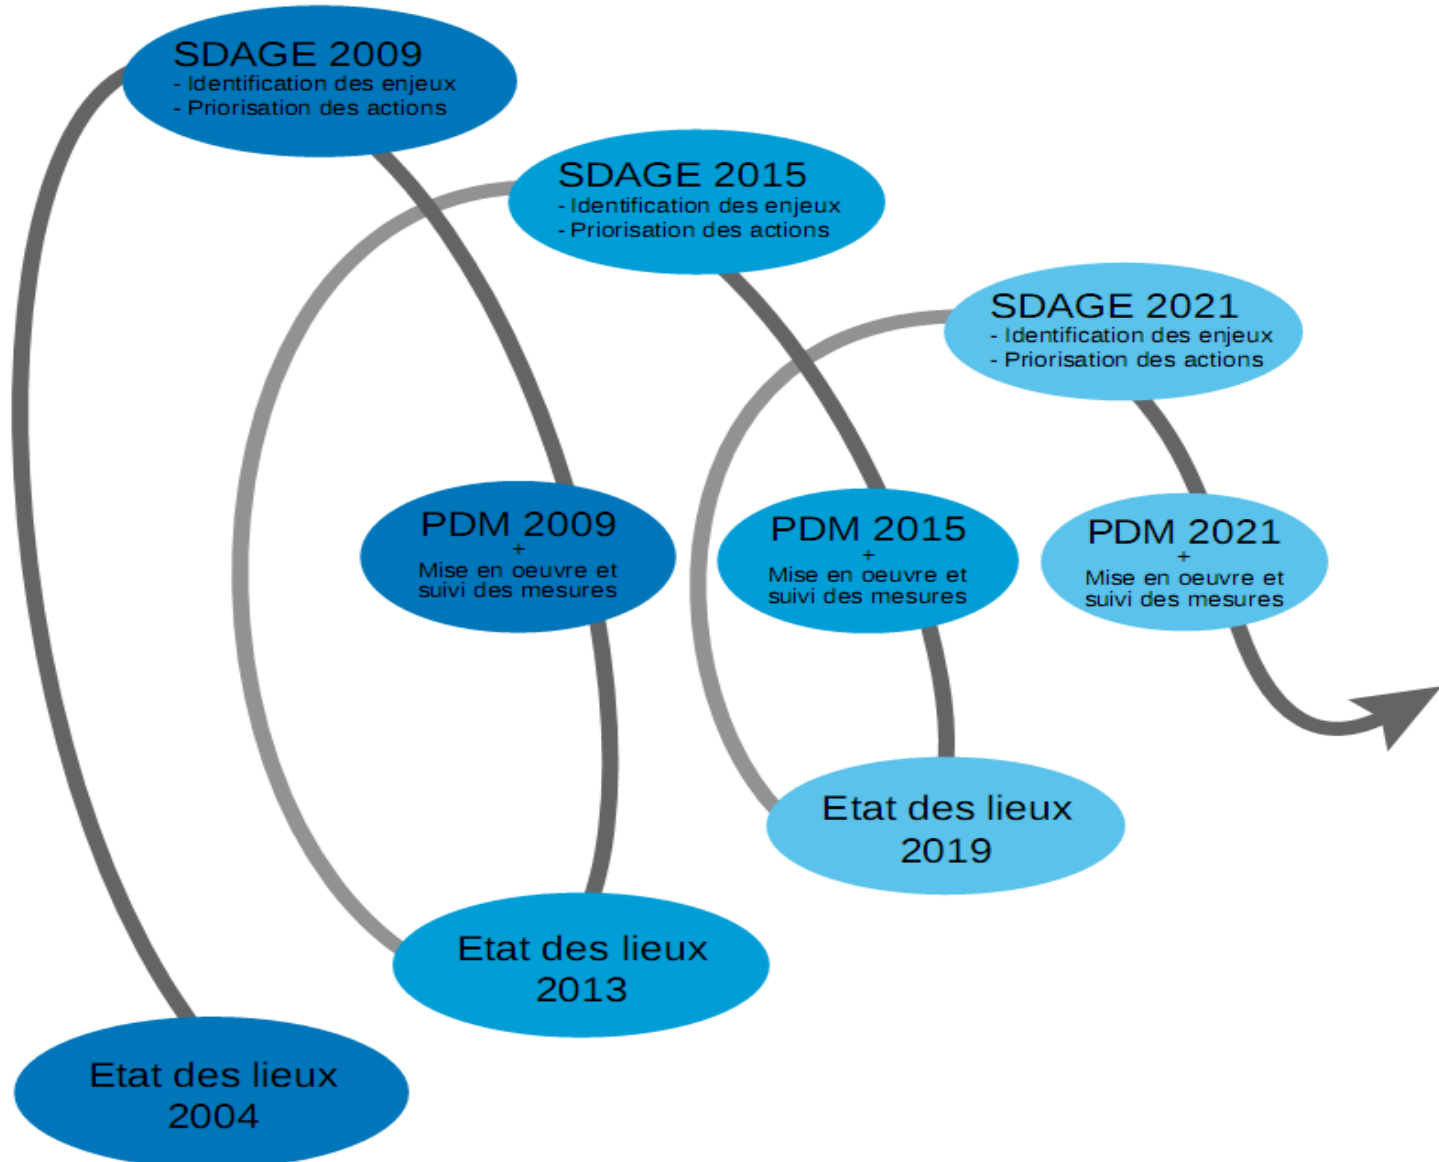 SDAGE 2009
- Identification des enjeux
- Priorisation des actions
SDAGE 2015
- Identification des enjeux
- Priorisation des actions
SDAGE 2021
- Identification des enjeux
- Priorisation des actions
PDM 2009
+
Mise en oeuvre et
suivi des mesures
PDM 2015
+
Mise en oeuvre et
suivi des mesures
PDM 2021
+
Mise en oeuvre et
suivi des mesures
Etat des lieux
2019
Etat des lieux
2013
Etat des lieux
2004